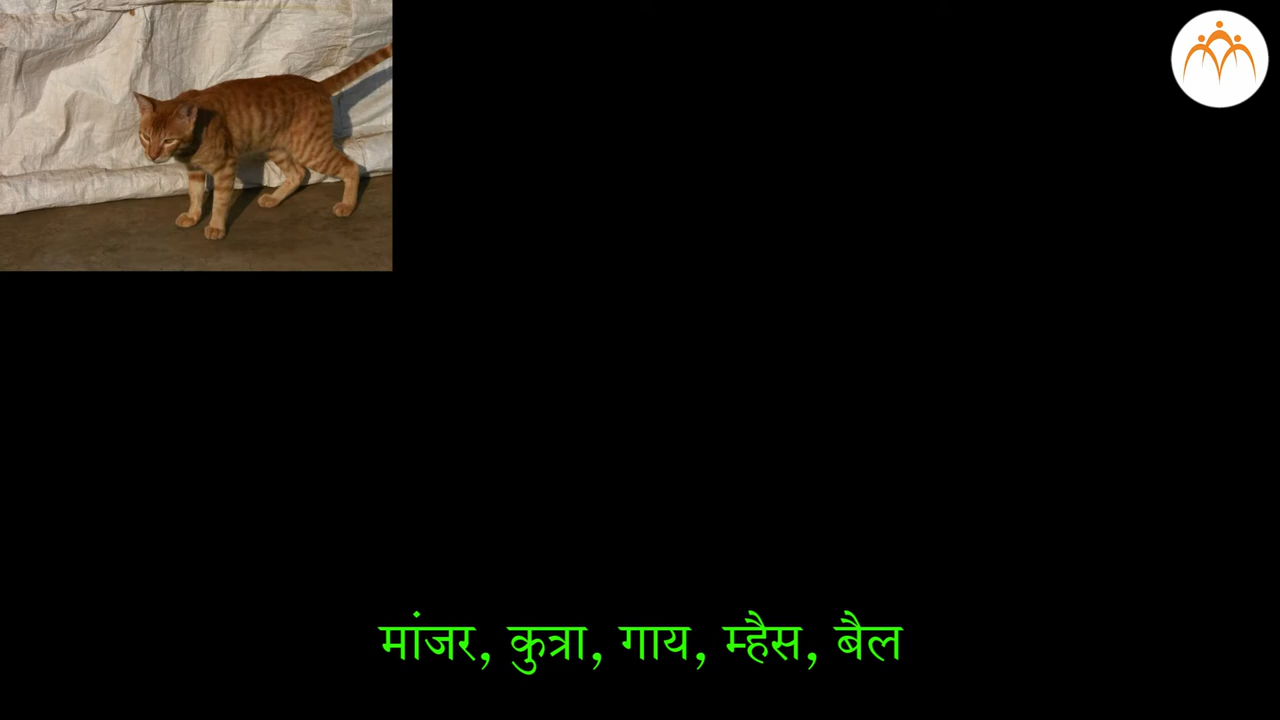 मांजर, कुत्रा, गाय, म्हैस, बैल